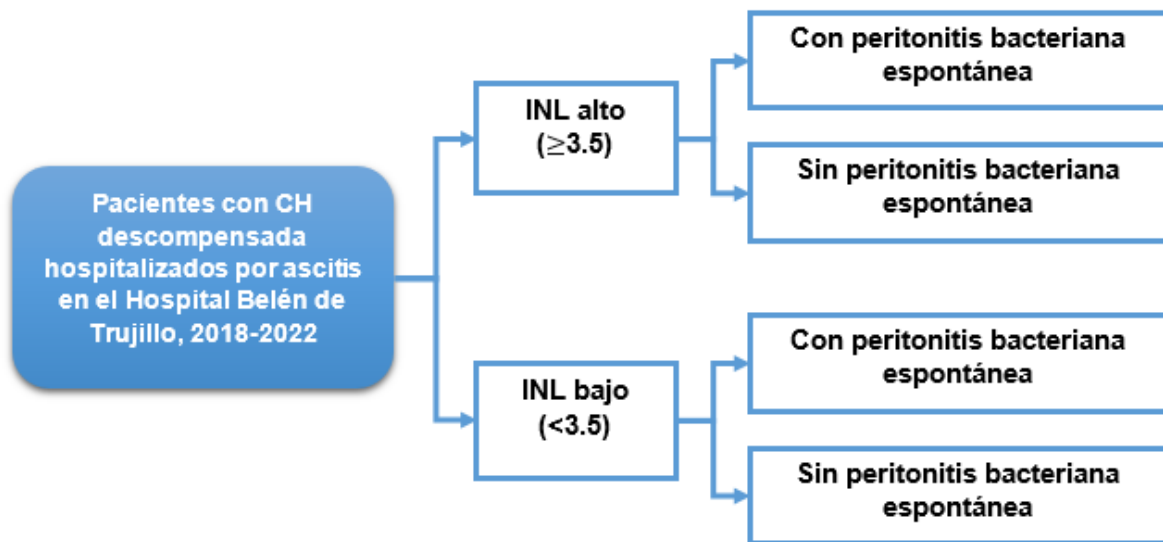 Pacientes con CH
descompensada
hospitalizados por ascitis
en el Hospital Belén de
Trujillo, 2018-2022
INL alto
(≥3.5)
Con peritonitis bacteriana
espontánea
Sin peritonitis bacteriana
espontánea
INL bajo
(<3.5)
Con peritonitis bacteriana
espontánea
Sin peritonitis bacteriana
espontánea